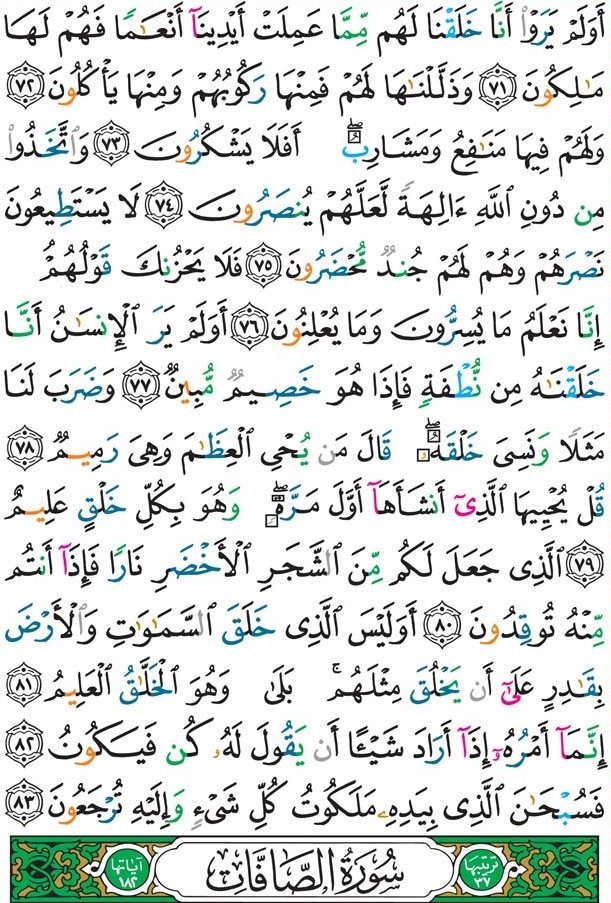 أَوَلَمْ يَرَوْا۟ أَنَّا خَلَقْنَا لَهُم مِّمَّا عَمِلَتْ أَيْدِينَآ أَنْعَـٰمًا فَهُمْ لَهَا
مَـٰلِكُونَ ٧١ وَذَلَّلْنَـٰهَا لَهُمْ فَمِنْهَا رَكُوبُهُمْ وَمِنْهَا يَأْكُلُونَ ٧٢
وَلَهُمْ فِيهَا مَنَـٰفِعُ وَمَشَارِبُ ۖ أَفَلَا يَشْكُرُونَ ٧٣ وَٱتَّخَذُوا۟
مِن دُونِ ٱللَّهِ ءَالِهَةً لَّعَلَّهُمْ يُنصَرُونَ ٧٤ لَا يَسْتَطِيعُونَ
نَصْرَهُمْ وَهُمْ لَهُمْ جُندٌ مُّحْضَرُونَ ٧٥ فَلَا يَحْزُنكَ قَوْلُهُمْ
إِنَّا نَعْلَمُ مَا يُسِرُّونَ وَمَا يُعْلِنُونَ ٧٦ أَوَلَمْ يَرَ ٱلْإِنسَـٰنُ أَنَّا
خَلَقْنَـٰهُ مِن نُّطْفَةٍ فَإِذَا هُوَ خَصِيمٌ مُّبِينٌ ٧٧ وَضَرَبَ لَنَا
مَثَلًا وَنَسِىَ خَلْقَهُۥ ۖ قَالَ مَن يُحْىِ ٱلْعِظَـٰمَ وَهِىَ رَمِيمٌ ٧٨
قُلْ يُحْيِيهَا ٱلَّذِىٓ أَنشَأَهَآ أَوَّلَ مَرَّةٍ ۖ وَهُوَ بِكُلِّ خَلْقٍ عَلِيمٌ
٧٩ ٱلَّذِى جَعَلَ لَكُم مِّنَ ٱلشَّجَرِ ٱلْأَخْضَرِ نَارًا فَإِذَآ أَنتُم
مِّنْهُ تُوقِدُونَ ٨٠ أَوَلَيْسَ ٱلَّذِى خَلَقَ ٱلسَّمَـٰوَٰتِ وَٱلْأَرْضَ
بِقَـٰدِرٍ عَلَىٰٓ أَن يَخْلُقَ مِثْلَهُم ۚ بَلَىٰ وَهُوَ ٱلْخَلَّـٰقُ ٱلْعَلِيمُ ٨١
إِنَّمَآ أَمْرُهُۥٓ إِذَآ أَرَادَ شَيْـًٔا أَن يَقُولَ لَهُۥ كُن فَيَكُونُ ٨٢
فَسُبْحَـٰنَ ٱلَّذِى بِيَدِهِۦ مَلَكُوتُ كُلِّ شَىْءٍ وَإِلَيْهِ تُرْجَعُونَ ٨٣
ترتيبها ٣٧ سُورَةُ الصَّافَّاتِ آياتها ١٨٢